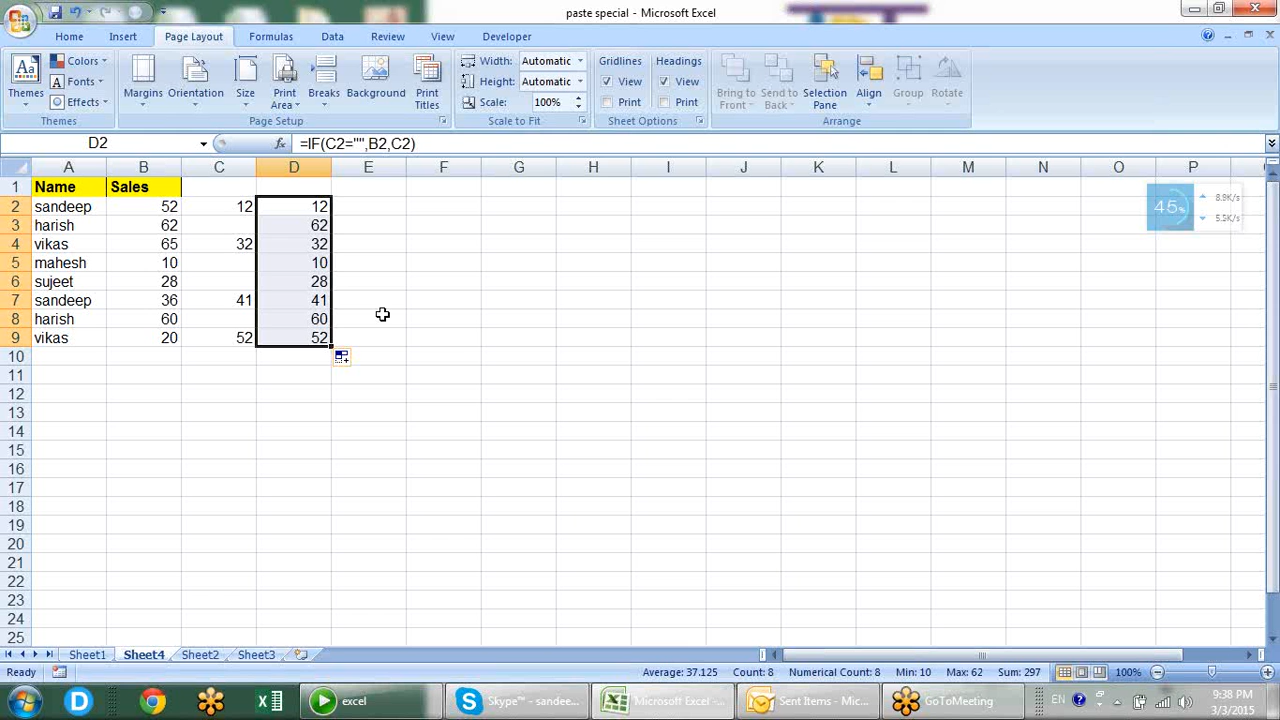 paste special - Microsoft Excel
Home Insert Page Layout Formulas Data Review View Developer
Themes Colors Fonts Effects Themes
Margins Orientation Size Print Area Breaks Background Print Titles Page Setup
Width: Automatic Height: Automatic Scale: 100% Scale to Fit
Gridlines View Print Headings View Print Sheet Options
Bring to Front Send to Back Selection Pane Align Group Rotate Arrange
D2 fx =IF(C2="",B2,C2)
A B C D E F G H I J K L M N O P
1 Name Sales
2 sandeep 52 12 12
3 harish 62 62
4 vikas 65 32 32
5 mahesh 10 10
6 sujeet 28 28
7 sandeep 36 41 41
8 harish 60 60
9 vikas 20 52 52
10
11
12
13
14
15
16
17
18
19
20
21
22
23
24
25
45%
8.9K/s
5.5K/s
Sheet1 Sheet4 Sheet2 Sheet3
Ready Average: 37.125 Count: 8 Numerical Count: 8 Min: 10 Max: 62 Sum: 297 100%
excel Skype™ - sandee... Microsoft Excel -... Sent Items - Mic... GoToMeeting EN 9:38 PM
3/3/2015